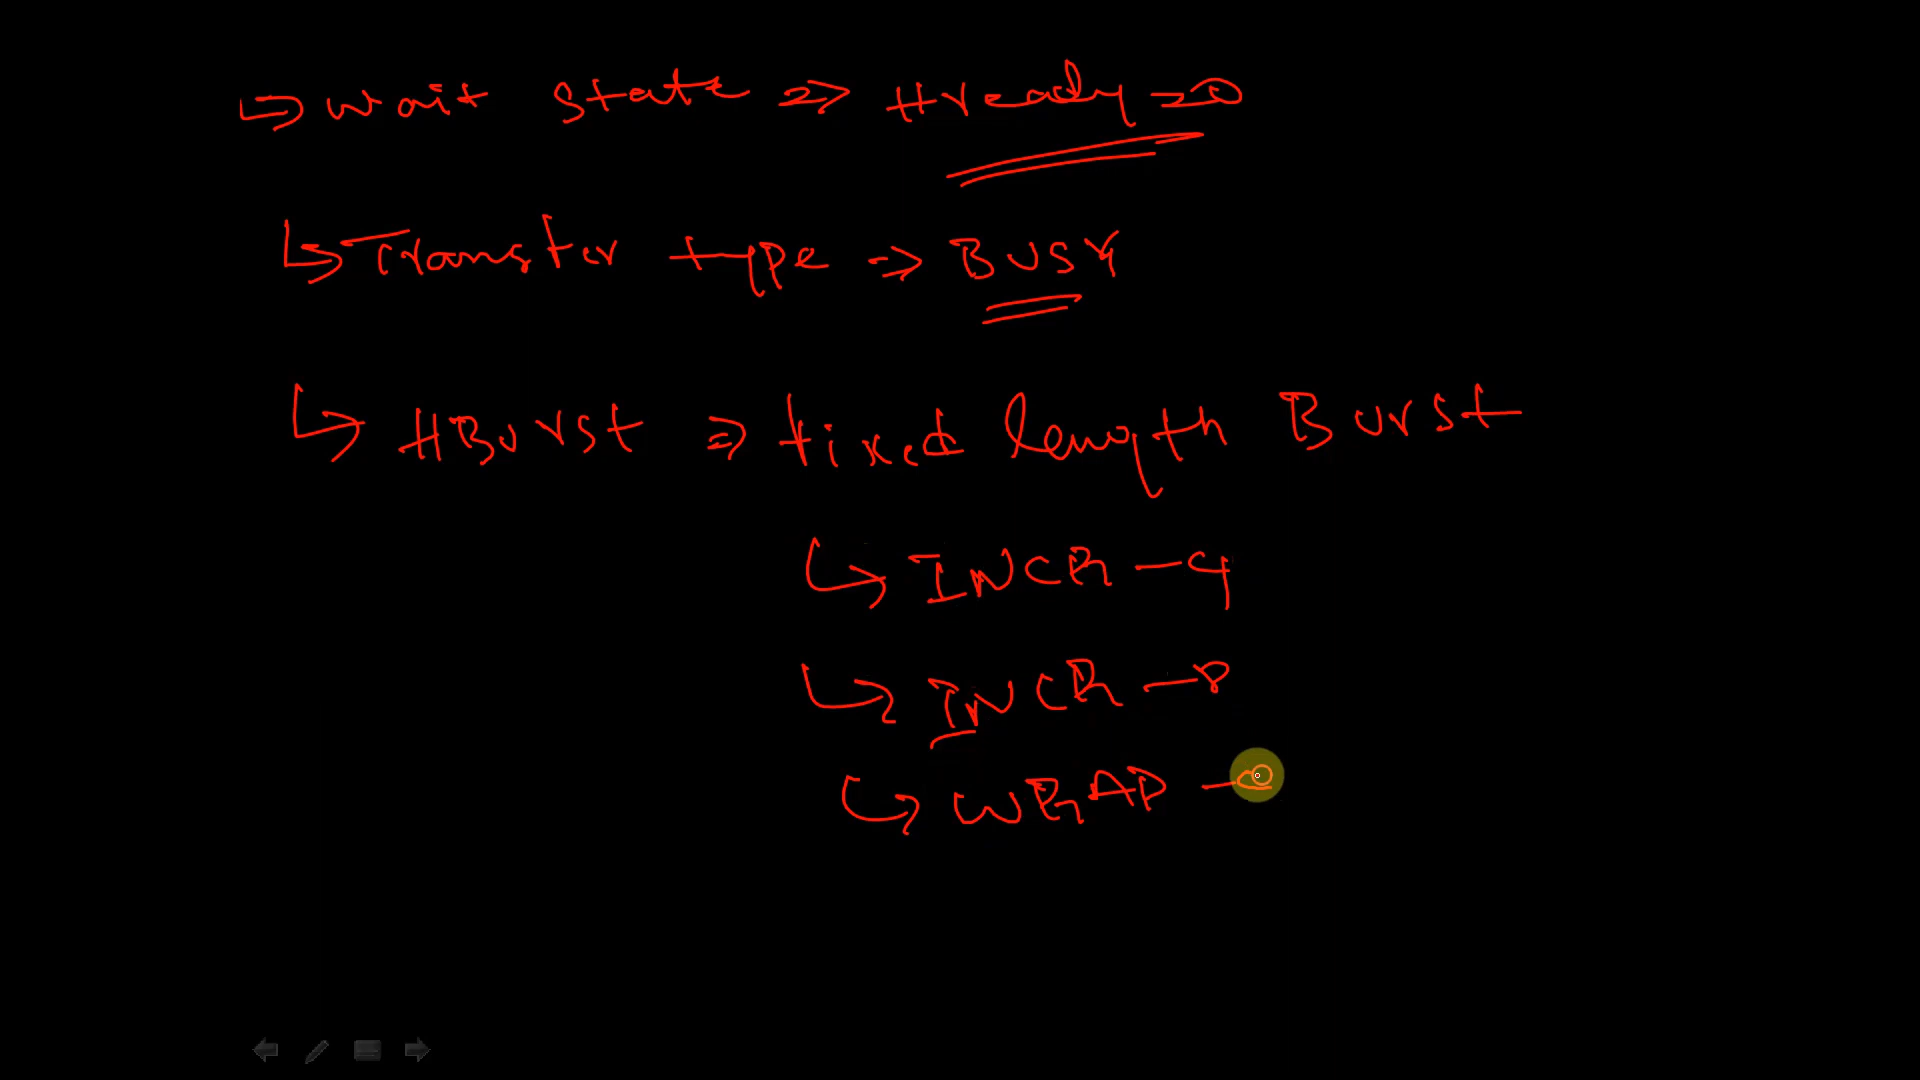 → wait state => Hready = 0
↳ Transfer type => BUSY
↳ HBurst => fixed length Burst
↳ INCR - 4
↳ INCR - 8
↳ WRAP -